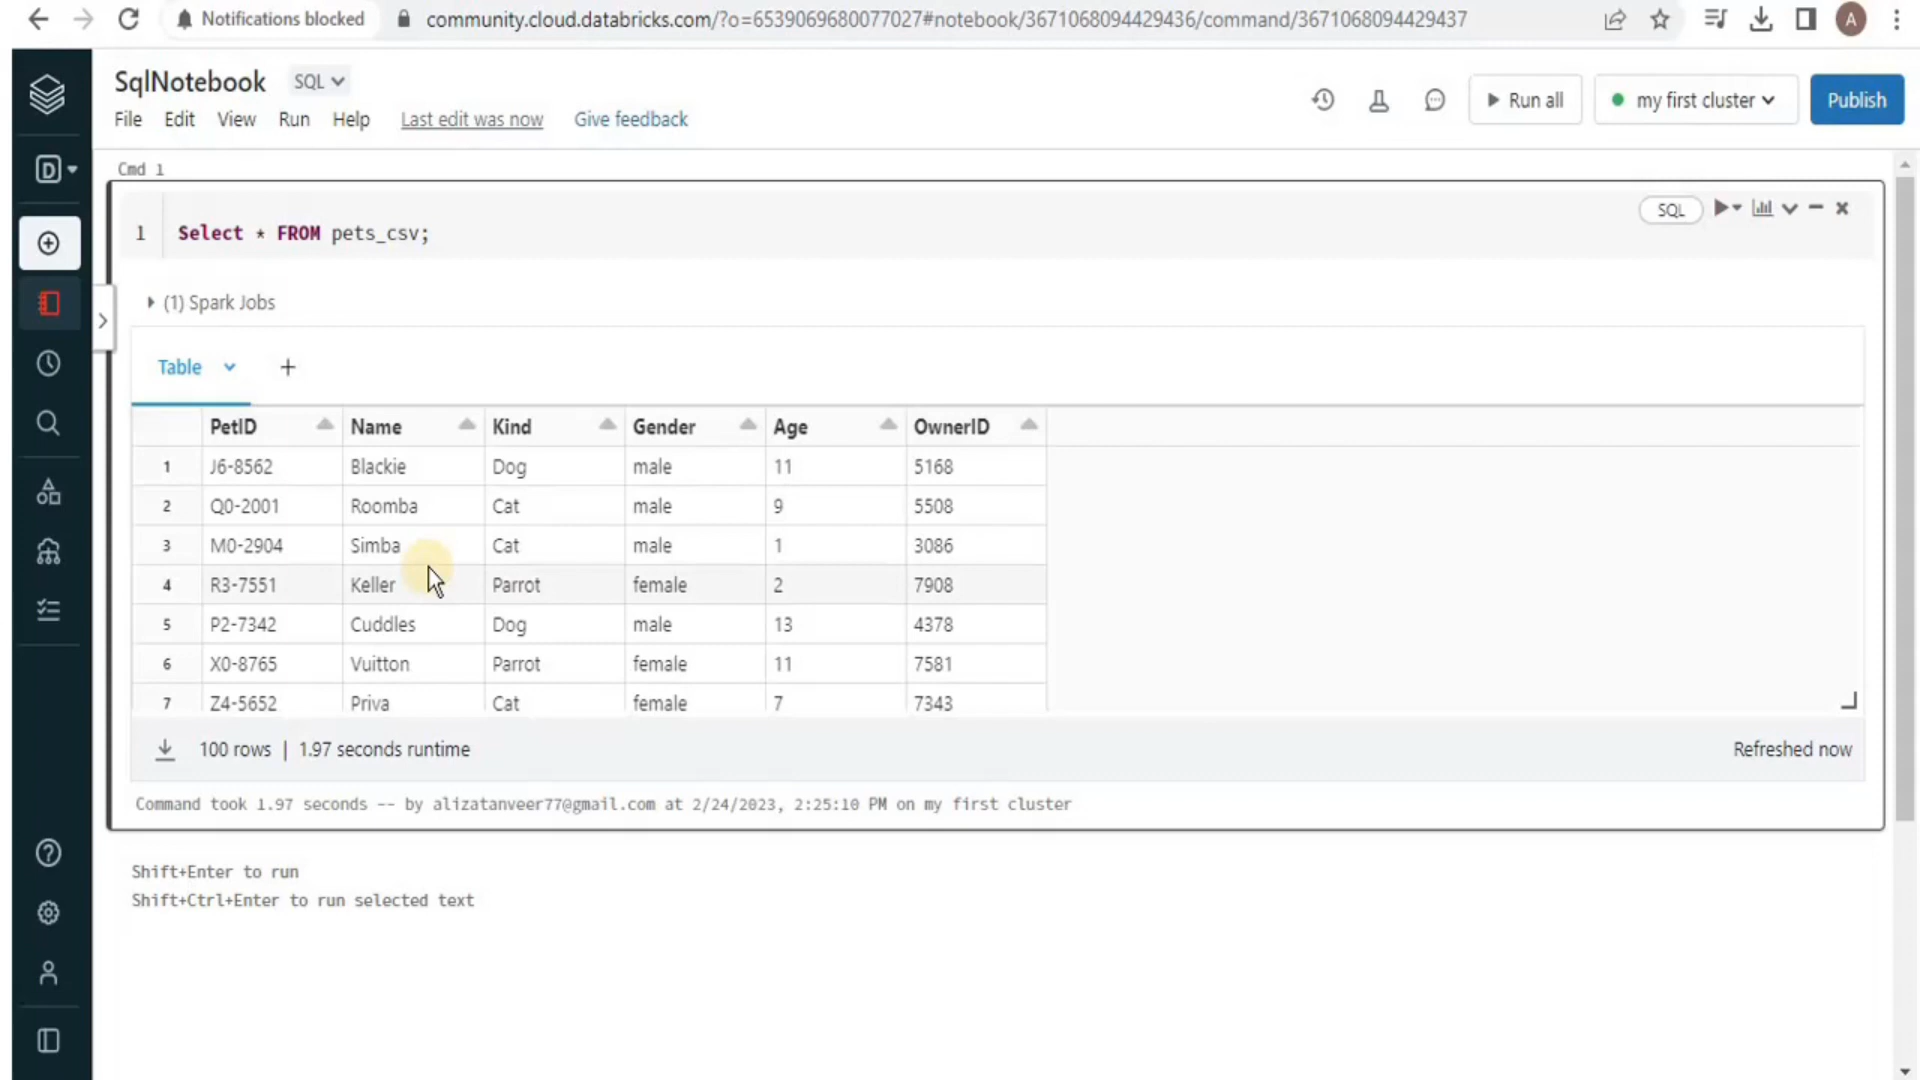 Notifications blocked
community.cloud.databricks.com/?o=6539069680077027#notebook/3671068094429436/command/3671068094429437
A
SqlNotebook SQL
File Edit View Run Help Last edit was now Give feedback
Run all my first cluster Publish
D
Cmd 1
1 Select * FROM pets_csv;
SQL
(1) Spark Jobs
Table +
PetID Name Kind Gender Age OwnerID
1 J6-8562 Blackie Dog male 11 5168
2 Q0-2001 Roomba Cat male 9 5508
3 M0-2904 Simba Cat male 1 3086
4 R3-7551 Keller Parrot female 2 7908
5 P2-7342 Cuddles Dog male 13 4378
6 X0-8765 Vuitton Parrot female 11 7581
7 Z4-5652 Priva Cat female 7 7343
100 rows | 1.97 seconds runtime Refreshed now
Command took 1.97 seconds -- by alizatanveer77@gmail.com at 2/24/2023, 2:25:10 PM on my first cluster
Shift+Enter to run
Shift+Ctrl+Enter to run selected text